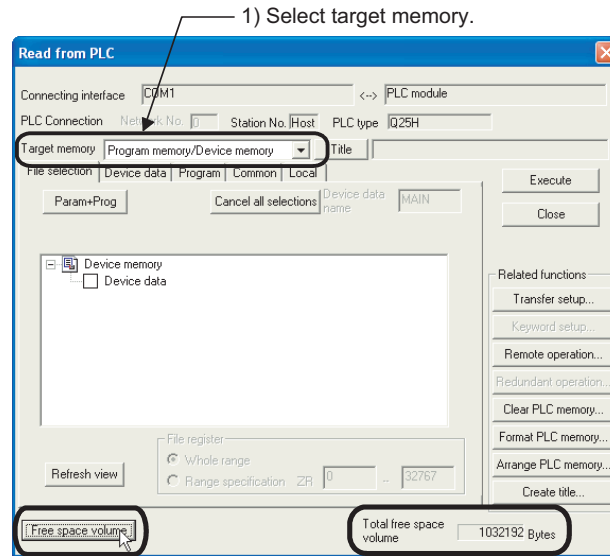 1) Select target memory.
Read from PLC
Connecting interface COM1 <--> PLC module
PLC Connection Network No. 0 Station No. Host PLC type Q25H
Target memory Program memory/Device memory Title
File selection Device data Program Common Local
Execute
Param+Prog Cancel all selections Device data name MAIN
Close
Device memory
Device data
Related functions
Transfer setup...
Keyword setup...
Remote operation...
Redundant operation...
Clear PLC memory...
Format PLC memory...
Arrange PLC memory...
Create title...
File register
Whole range
Refresh view
Range specification ZR 0 .. 32767
Free space volume
Total free space volume 1032192 Bytes